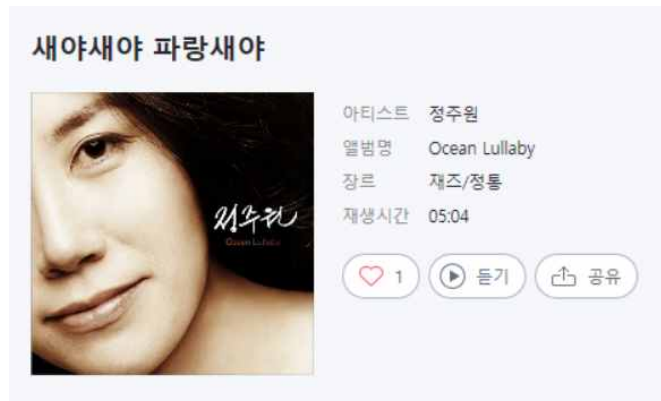 새야새야 파랑새야
정주원
Ocean Lullaby
아티스트 정주원
앨범명 Ocean Lullaby
장르 재즈/정통
재생시간 05:04
1 듣기 공유